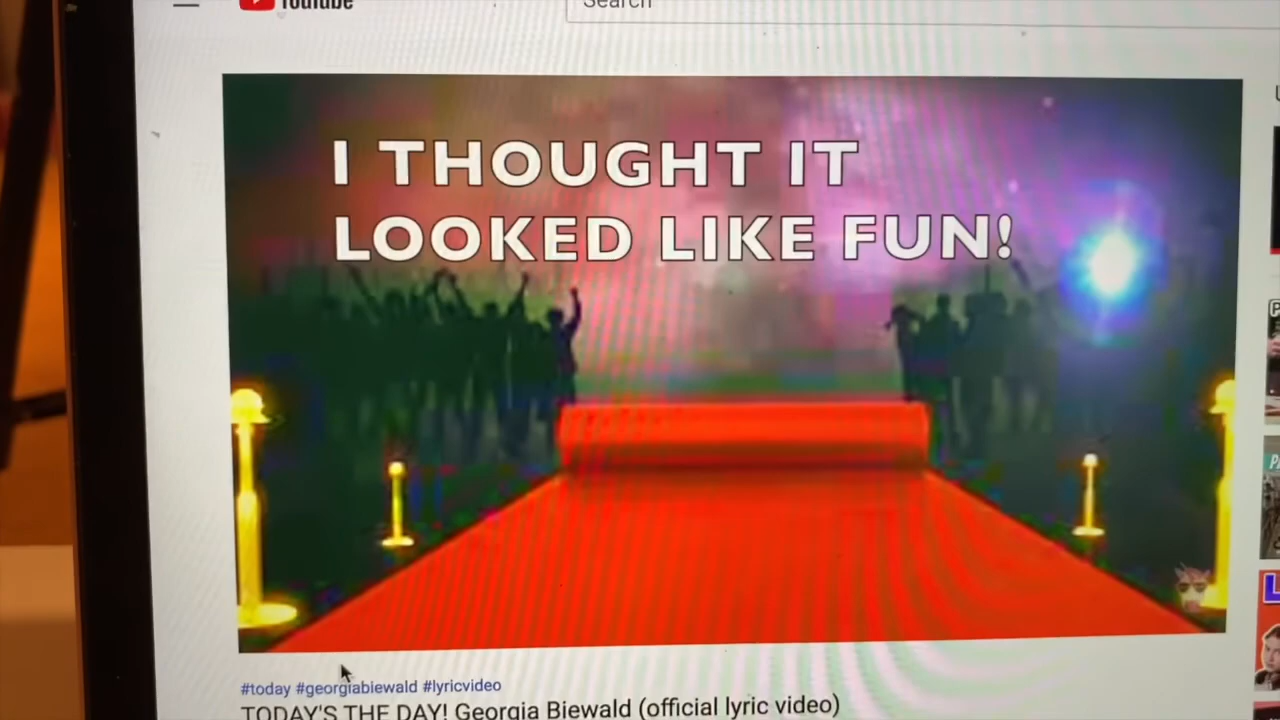 YouTube
Search
I THOUGHT IT
LOOKED LIKE FUN!
#today #georgiabiewald #lyricvideo
TODAY'S THE DAY! Georgia Biewald (official lyric video)